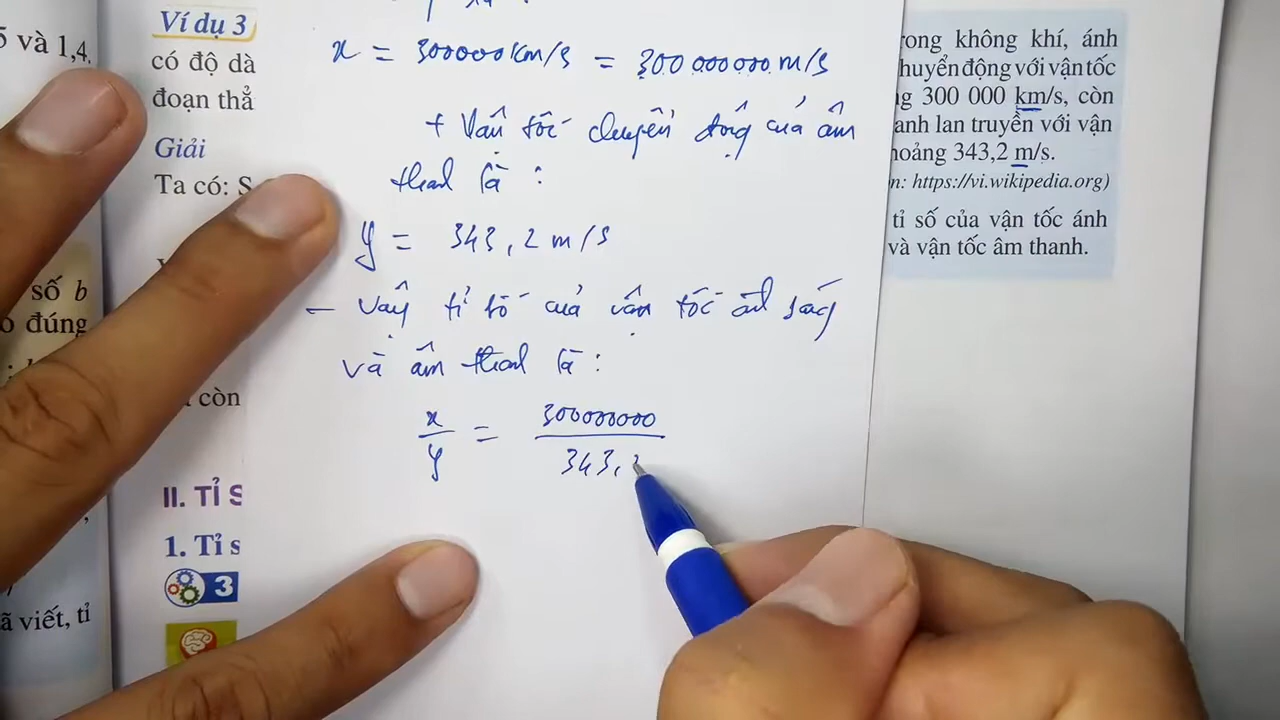 5 và 1,4.
số b
o đúng
còn
ã viết, tỉ
Ví dụ 3
có độ dà
đoạn thẳ
Giải
Ta có: S
II. TỈ S
1. Tỉ s
3
x = 300000km/s = 300 000 000 m/s
+ Vận tốc chuyển động của âm
thanh là :
y = 343,2 m/s
- Vậy tỉ số của vận tốc ánh sáng
và âm thanh là :
x/y = 300000000/343,
rong không khí, ánh
huyển động với vận tốc
ng 300 000 km/s, còn
anh lan truyền với vận
hoảng 343,2 m/s.
n: https://vi.wikipedia.org)
tỉ số của vận tốc ánh
và vận tốc âm thanh.